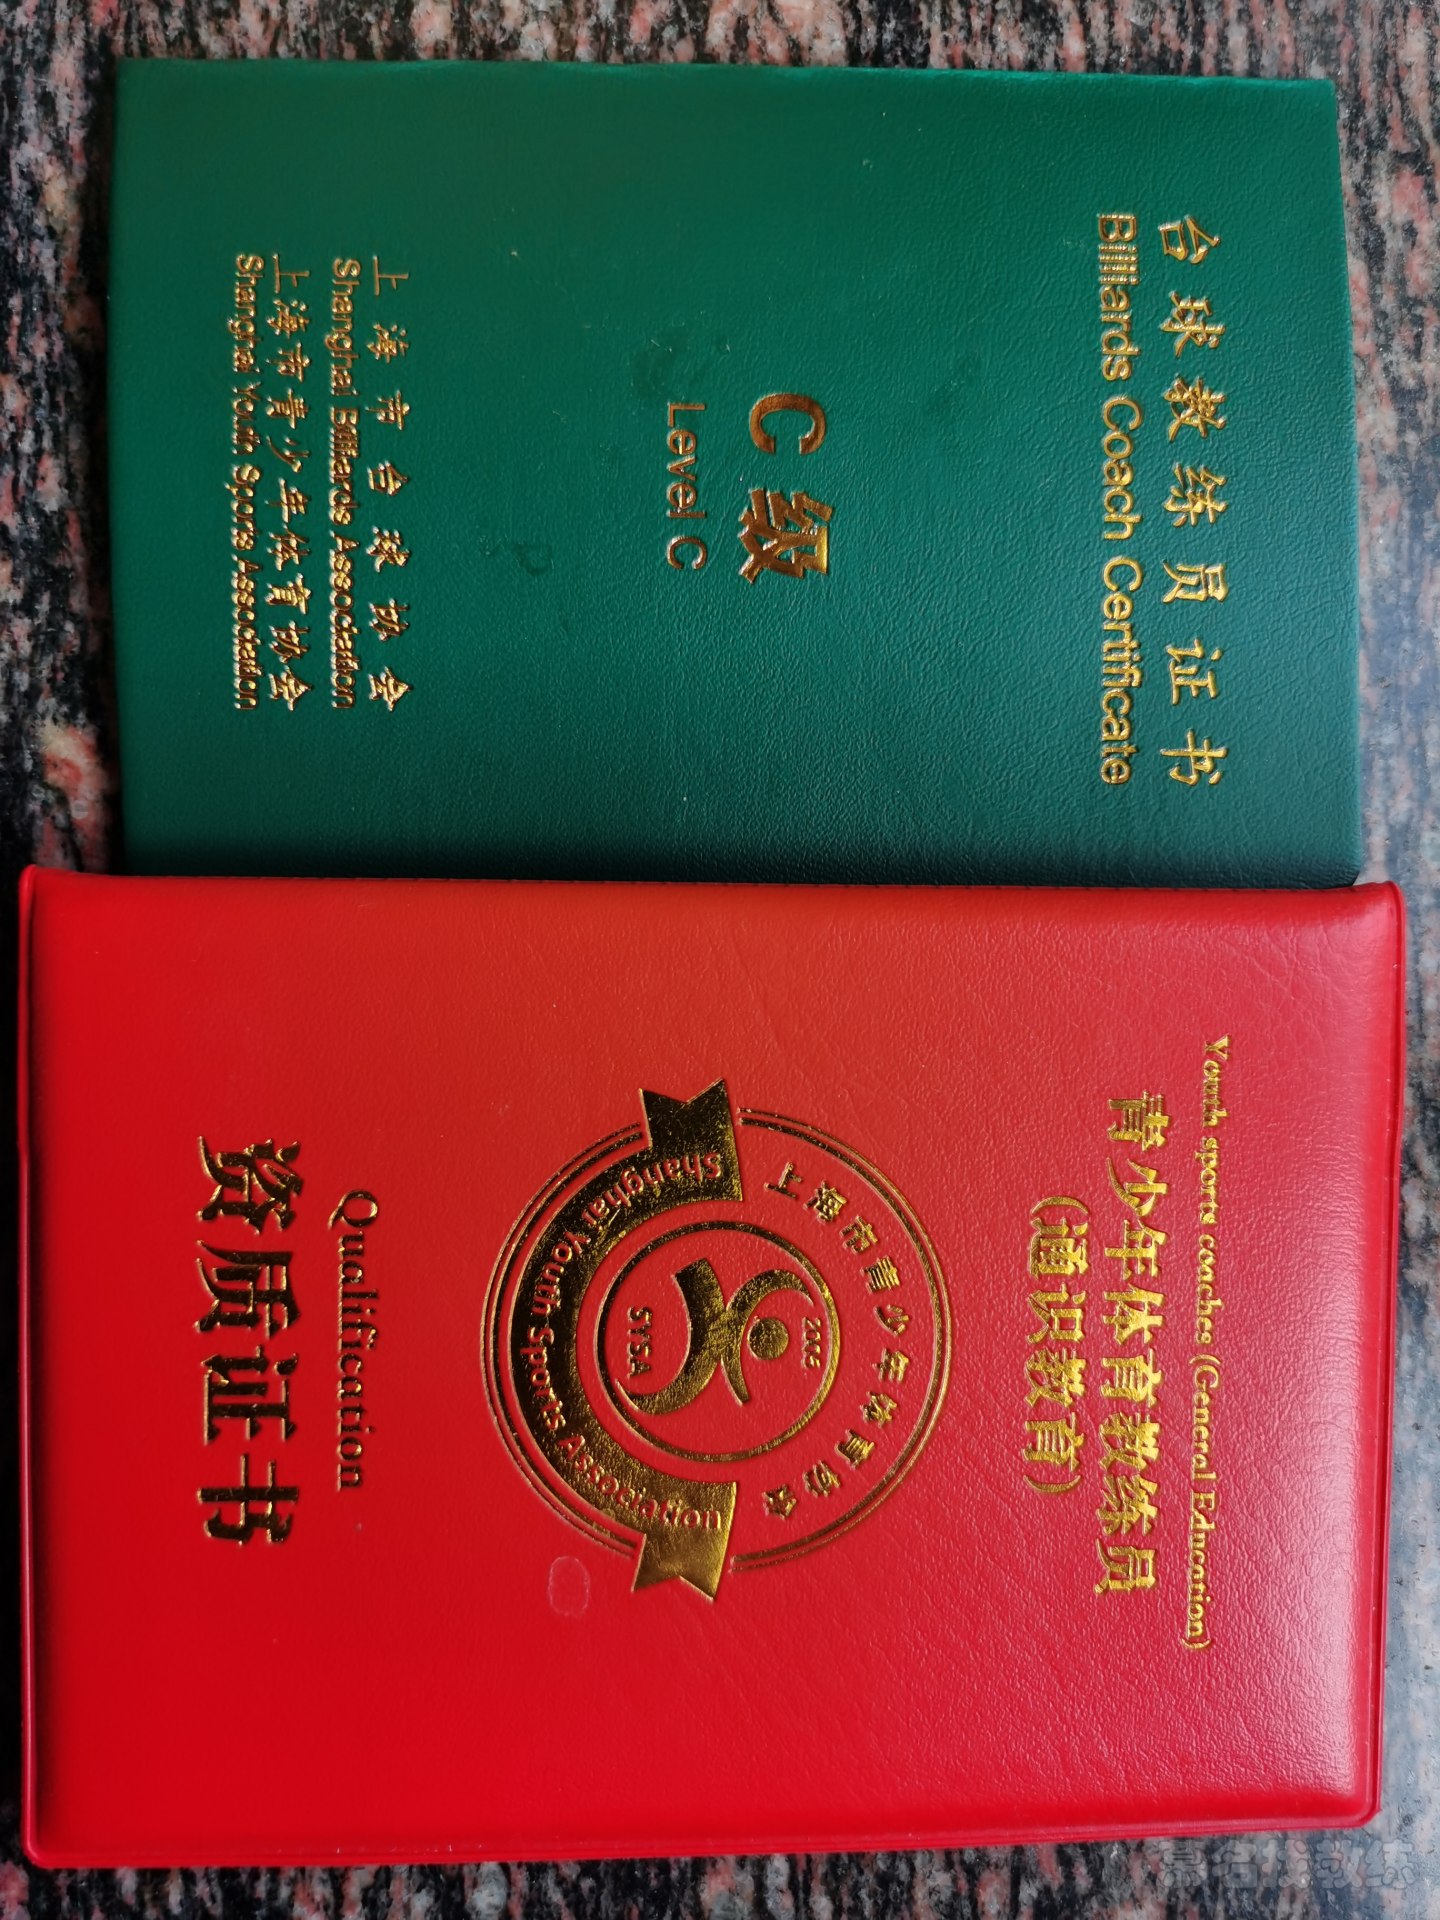 台球教练员证书
Billiards Coach Certificate
C级
Level C
上海市台球协会
Shanghai Billiards Association
上海市青少年体育协会
Shanghai Youth Sports Association
Youth sports coaches (General Education)
青少年体育教练员
(通识教育)
上海市青少年体育协会
SYSA
Shanghai Youth Sports Association
Qualification
资质证书